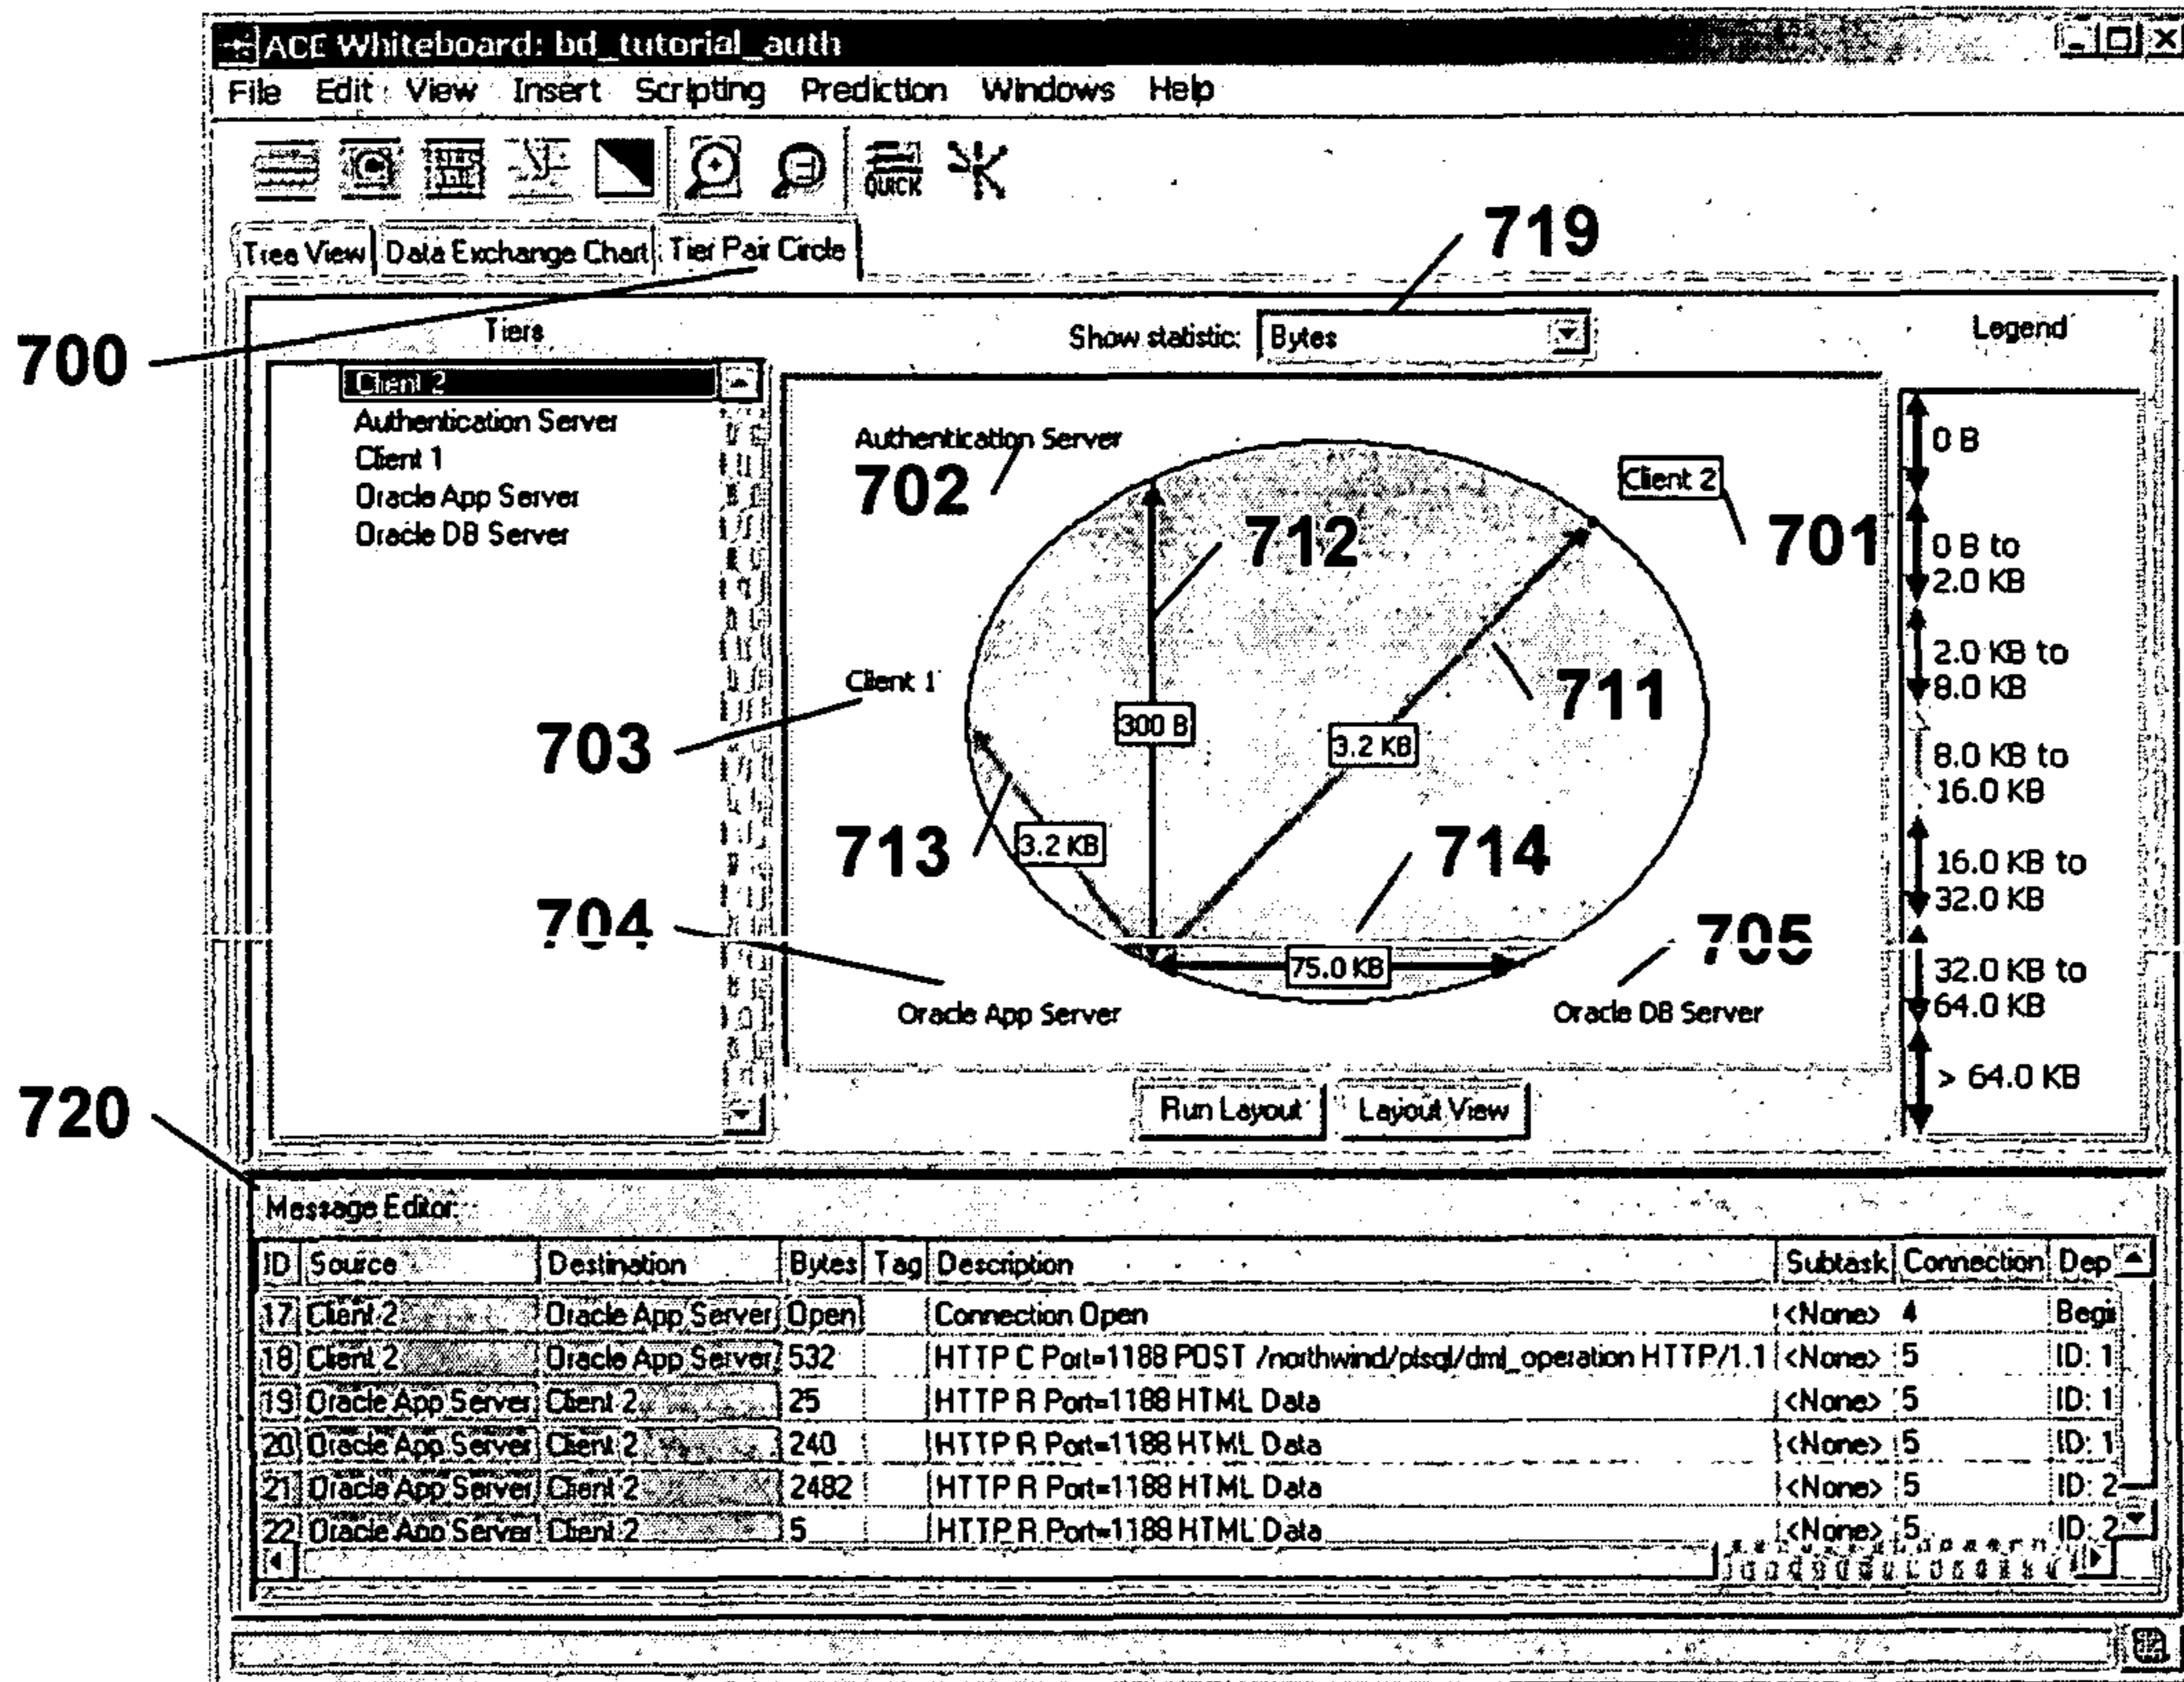 ACE Whiteboard: bd_tutorial_auth
File Edit View Insert Scripting Prediction Windows Help
QUICK
Tree View Data Exchange Chart Tier Pair Circle
719
700
Tiers
Show statistic: Bytes
Legend
Client 2
Authentication Server
Client 1
Oracle App Server
Oracle DB Server
Authentication Server
702
Client 2
701
712
711
Client 1
703
300 B
3.2 KB
713
3.2 KB
714
704
705
75.0 KB
Oracle App Server
Oracle DB Server
0 B
0 B to
2.0 KB
2.0 KB to
8.0 KB
8.0 KB to
16.0 KB
16.0 KB to
32.0 KB
32.0 KB to
64.0 KB
> 64.0 KB
Run Layout Layout View
720
Message Editor:
ID Source Destination Bytes Tag Description Subtask Connection Dep
17 Client 2 Oracle App Server Open Connection Open <None> 4 Begi
18 Client 2 Oracle App Server 532 HTTP C Port=1188 POST /northwind/plsql/dml_operation HTTP/1.1 <None> 5 ID: 1
19 Oracle App Server Client 2 25 HTTP R Port=1188 HTML Data <None> 5 ID: 1
20 Oracle App Server Client 2 240 HTTP R Port=1188 HTML Data <None> 5 ID: 1
21 Oracle App Server Client 2 2482 HTTP R Port=1188 HTML Data <None> 5 ID: 2
22 Oracle App Server Client 2 5 HTTP R Port=1188 HTML Data <None> 5 ID: 2